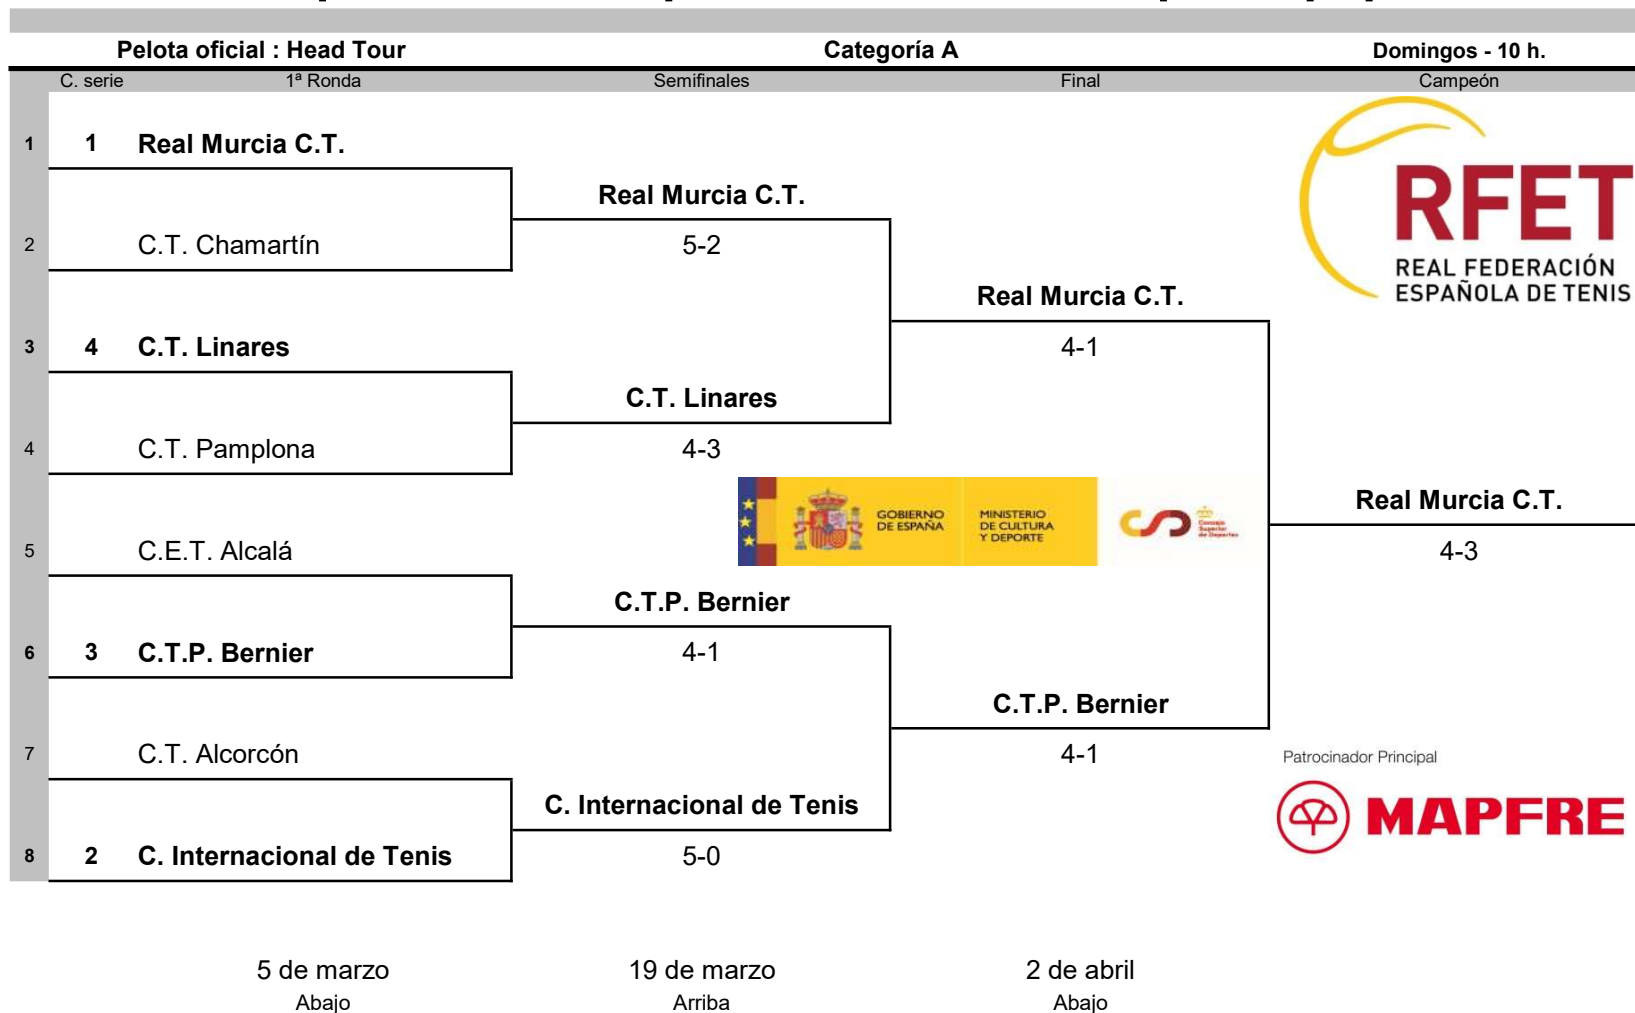 Pelota oficial : Head Tour Categoría A Domingos - 10 h.
C. serie 1ª Ronda Semifinales Final Campeón
1 1 Real Murcia C.T.
Real Murcia C.T.
2 C.T. Chamartín 5-2
RFET
REAL FEDERACIÓN
ESPAÑOLA DE TENIS
Real Murcia C.T.
3 4 C.T. Linares 4-1
C.T. Linares
4 C.T. Pamplona 4-3
GOBIERNO
DE ESPAÑA
MINISTERIO
DE CULTURA
Y DEPORTE
Consejo
Superior
de Deportes
Real Murcia C.T.
5 C.E.T. Alcalá 4-3
C.T.P. Bernier
6 3 C.T.P. Bernier 4-1
C.T.P. Bernier
7 C.T. Alcorcón 4-1
Patrocinador Principal
MAPFRE
C. Internacional de Tenis
8 2 C. Internacional de Tenis 5-0
5 de marzo 19 de marzo 2 de abril
Abajo Arriba Abajo